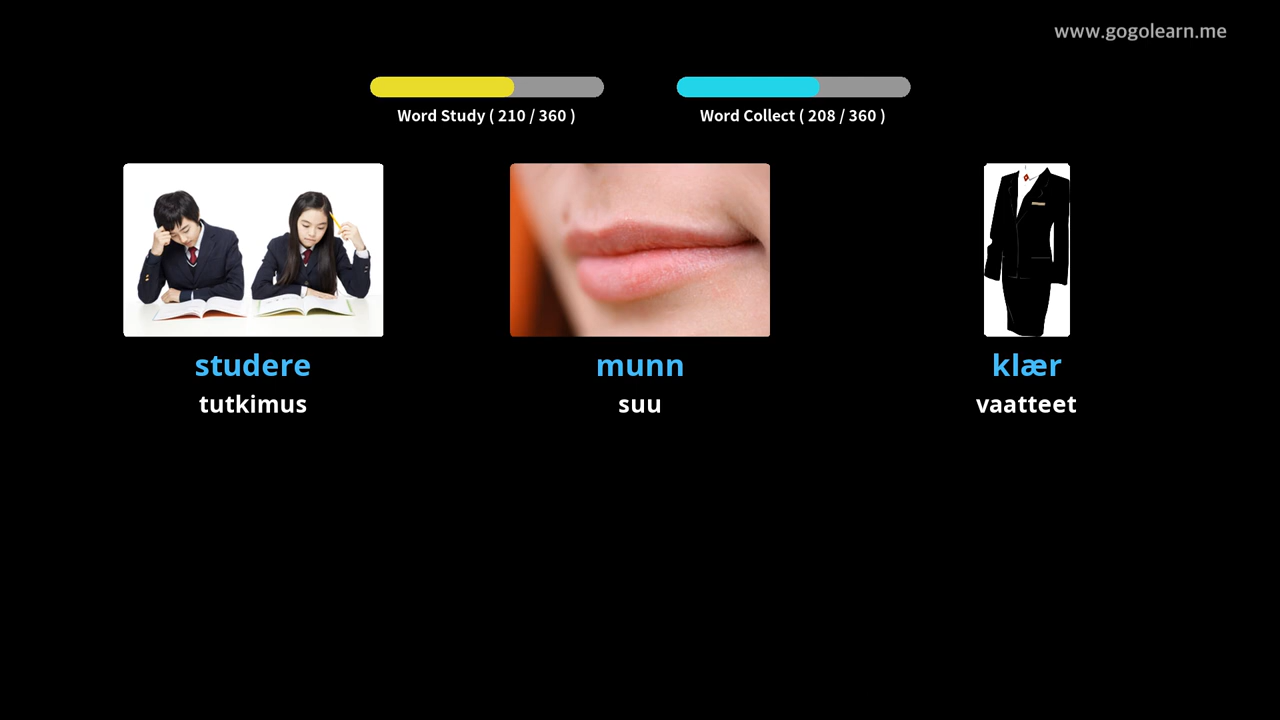 www.gogolearn.me
Word Study ( 210 / 360 )
Word Collect ( 208 / 360 )
studere
munn
klær
tutkimus
suu
vaatteet